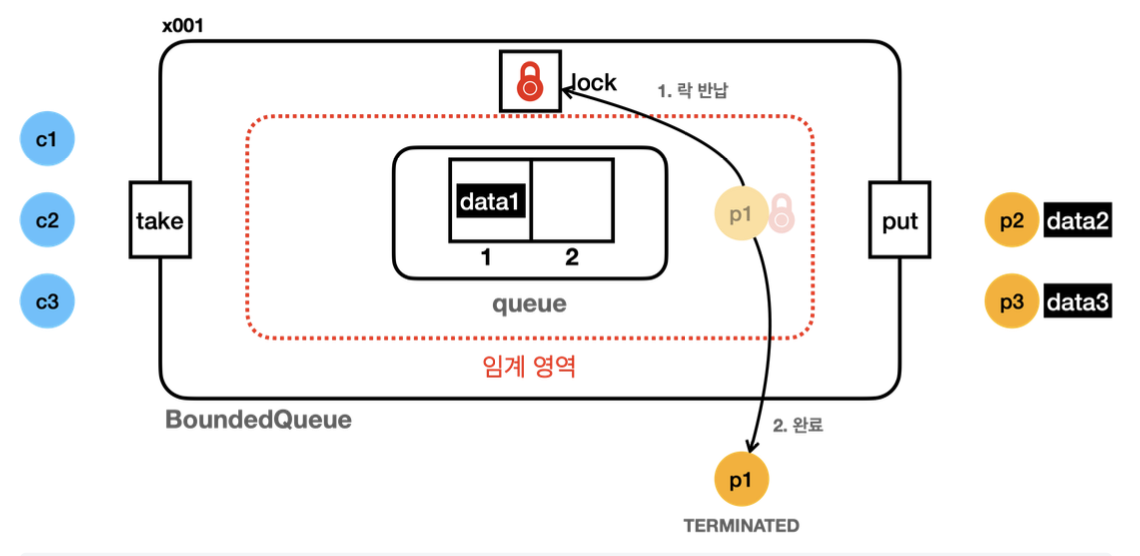 x001
lock
1. 락 반납
c1
c2
c3
take
data1
1
2
queue
p1
put
p2
data2
p3
data3
임계 영역
BoundedQueue
2. 완료
p1
TERMINATED